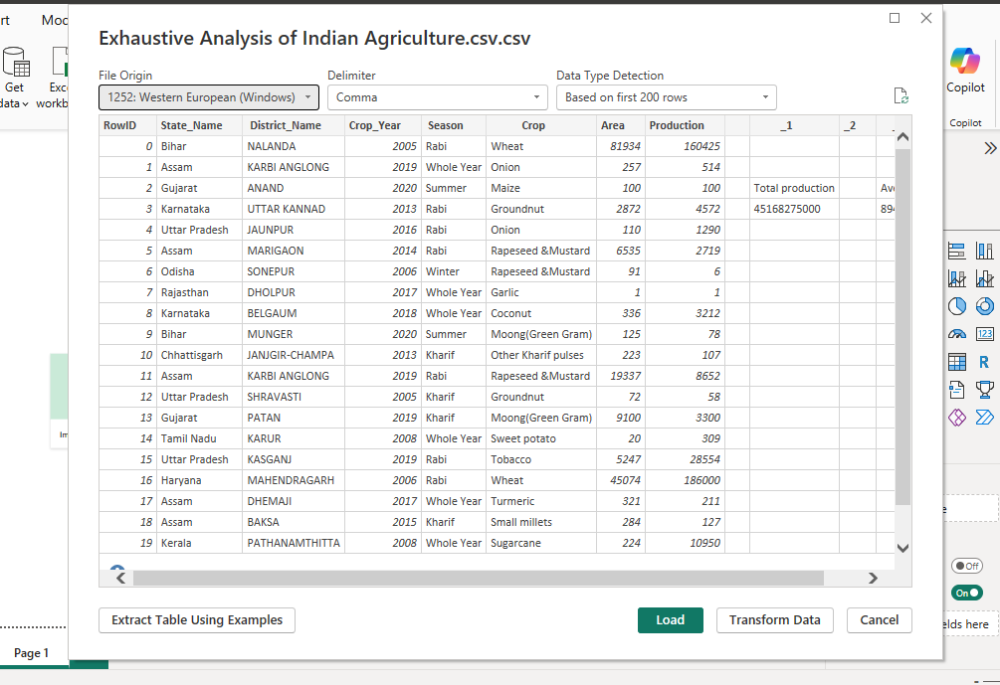 rt Moc
Exhaustive Analysis of Indian Agriculture.csv.csv
File Origin Delimiter Data Type Detection
1252: Western European (Windows) Comma Based on first 200 rows
Get data
Exc workb
Copilot
Copilot
RowID State_Name District_Name Crop_Year Season Crop Area Production _1 _2
0 Bihar NALANDA 2005 Rabi Wheat 81934 160425
1 Assam KARBI ANGLONG 2019 Whole Year Onion 257 514
2 Gujarat ANAND 2020 Summer Maize 100 100 Total production Av
3 Karnataka UTTAR KANNAD 2013 Rabi Groundnut 2872 4572 45168275000 894
4 Uttar Pradesh JAUNPUR 2016 Rabi Onion 110 1290
5 Assam MARIGAON 2014 Rabi Rapeseed &Mustard 6535 2719
6 Odisha SONEPUR 2006 Winter Rapeseed &Mustard 91 6
7 Rajasthan DHOLPUR 2017 Whole Year Garlic 1 1
8 Karnataka BELGAUM 2018 Whole Year Coconut 336 3212
9 Bihar MUNGER 2020 Summer Moong(Green Gram) 125 78
10 Chhattisgarh JANJGIR-CHAMPA 2013 Kharif Other Kharif pulses 223 107
11 Assam KARBI ANGLONG 2019 Rabi Rapeseed &Mustard 19337 8652
12 Uttar Pradesh SHRAVASTI 2005 Kharif Groundnut 72 58
13 Gujarat PATAN 2019 Kharif Moong(Green Gram) 9100 3300
14 Tamil Nadu KARUR 2008 Whole Year Sweet potato 20 309
15 Uttar Pradesh KASGANJ 2019 Rabi Tobacco 5247 28554
16 Haryana MAHENDRAGARH 2006 Rabi Wheat 45074 186000
17 Assam DHEMAJI 2017 Whole Year Turmeric 321 211
18 Assam BAKSA 2015 Kharif Small millets 284 127
19 Kerala PATHANAMTHITTA 2008 Whole Year Sugarcane 224 10950
Im
123
R
e
Off
On
elds here
Extract Table Using Examples Load Transform Data Cancel
Page 1